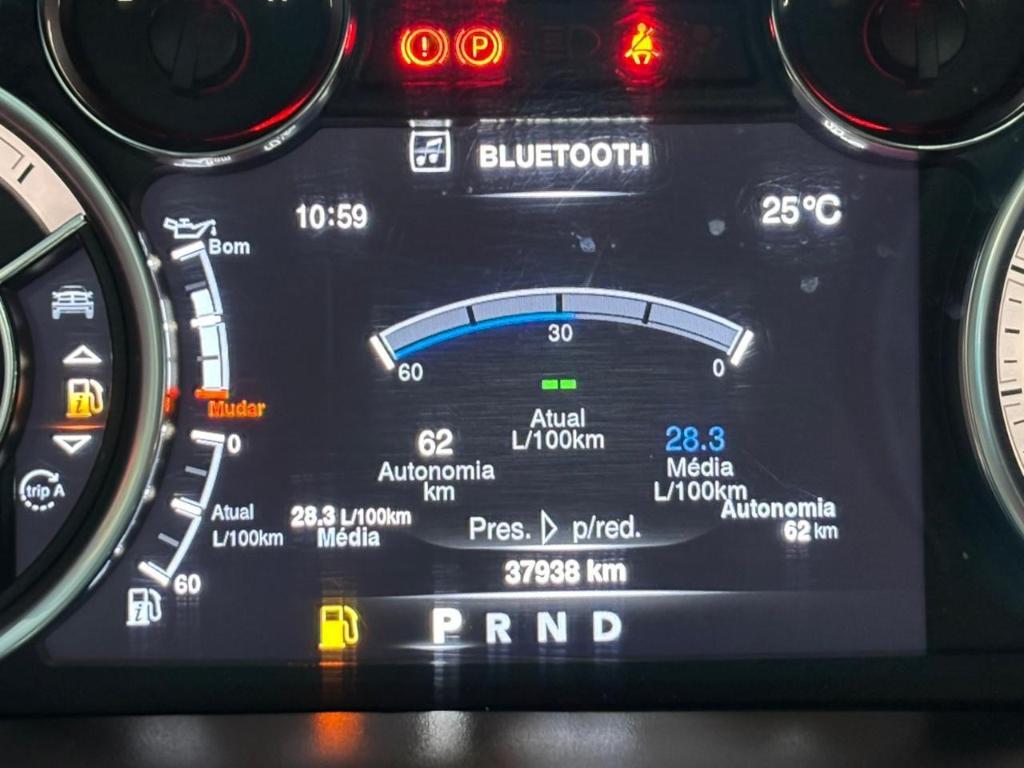 ! P
BLUETOOTH
10:59
25°C
Bom
30
60
0
Mudar
Atual
L/100km
62
Autonomia
km
28.3
Média
L/100km
0
trip A
Atual
L/100km
60
28.3 L/100km
Média
Autonomia
62 km
Pres. p/red.
37938 km
P R N D